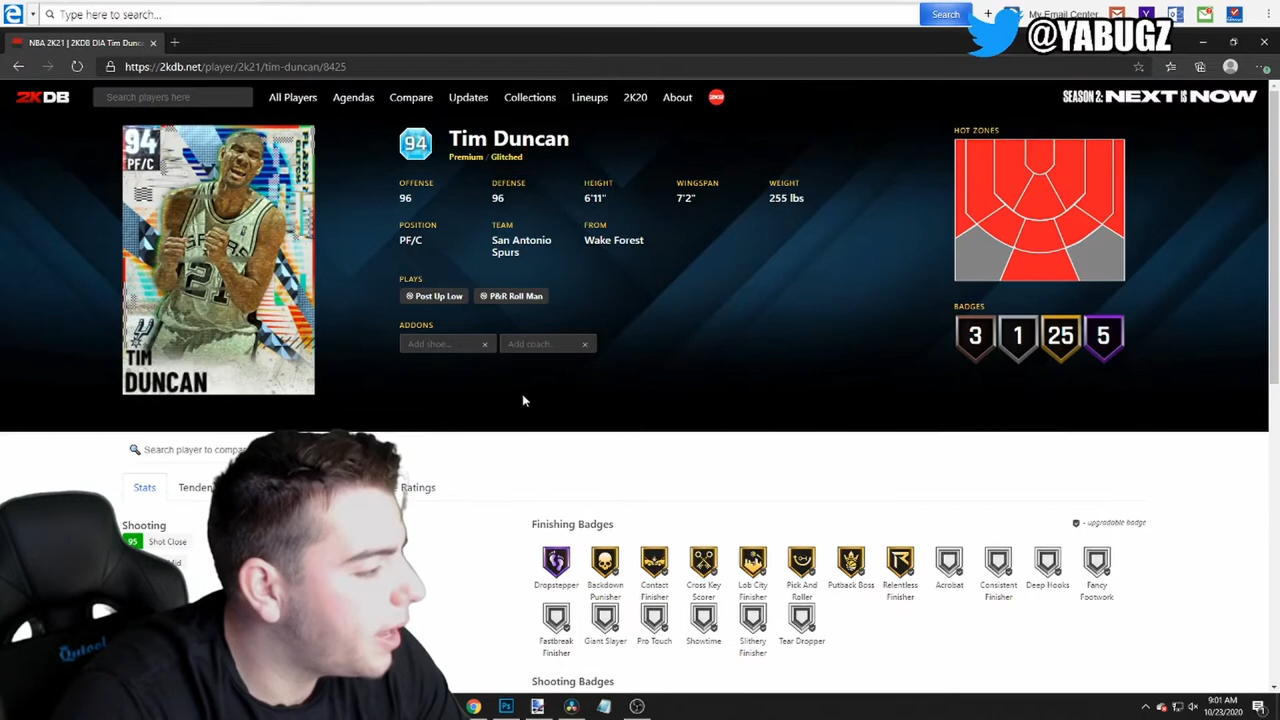 Type here to search...
Search
My Email Center
@YABUGZ
NBA 2K21 | 2KDB DIA Tim Dunca
https://2kdb.net/player/2k21/tim-duncan/8425
2KDB
Search players here
All Players
Agendas
Compare
Updates
Collections
Lineups
2K20
About
SEASON 2: NEXT IS NOW
94
PF/C
21
TIM
DUNCAN
94
Tim Duncan
Premium / Glitched
OFFENSE
DEFENSE
HEIGHT
WINGSPAN
WEIGHT
96
96
6'11"
7'2"
255 lbs
POSITION
TEAM
FROM
PF/C
San Antonio
Spurs
Wake Forest
PLAYS
Post Up Low
P&R Roll Man
ADDONS
Add shoe...
Add coach...
HOT ZONES
BADGES
3
1
25
5
Search player to compa
Stats
Tenden
Ratings
Shooting
95
Shot Close
Mid
Finishing Badges
- upgradable badge
Dropstepper
Backdown
Punisher
Contact
Finisher
Cross Key
Scorer
Lob City
Finisher
Pick And
Roller
Putback Boss
Relentless
Finisher
Acrobat
Consistent
Finisher
Deep Hooks
Fancy
Footwork
Fastbreak
Finisher
Giant Slayer
Pro Touch
Showtime
Slithery
Finisher
Tear Dropper
Shooting Badges
9:01 AM
10/23/2020